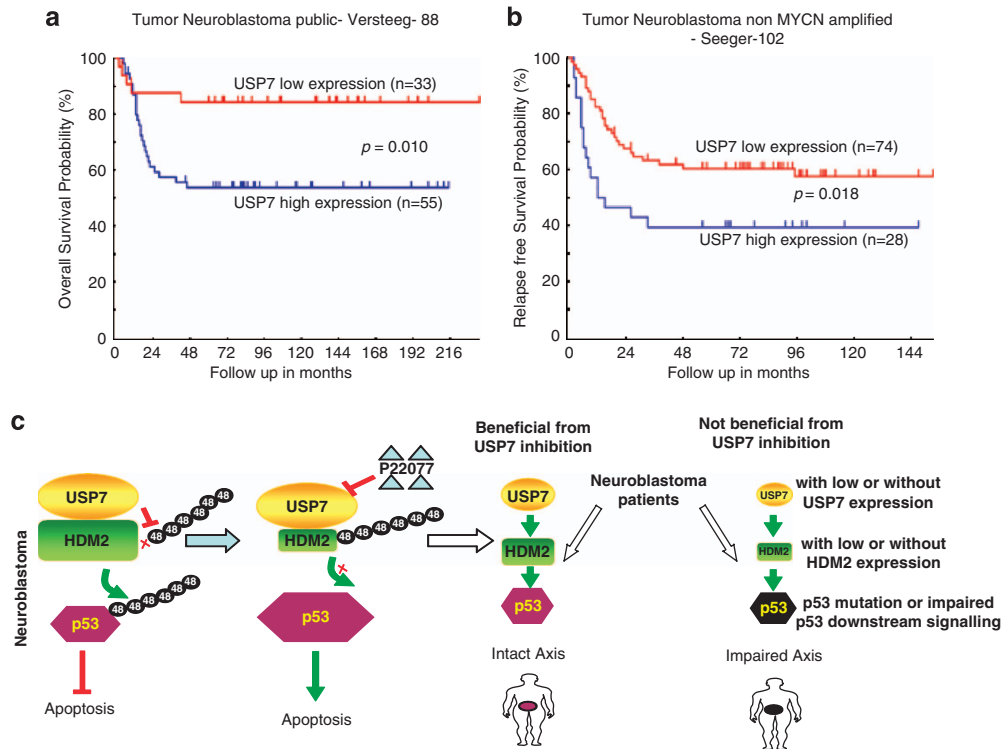 a
Tumor Neuroblastoma public- Versteeg- 88
Overall Survival Probability (%)
100
80
60
40
20
0
USP7 low expression (n=33)
p = 0.010
USP7 high expression (n=55)
0 24 48 72 96 120 144 168 192 216
Follow up in months
b
Tumor Neuroblastoma non MYCN amplified
- Seeger-102
Relapse free Survival Probability (%)
100
80
60
40
20
0
USP7 low expression (n=74)
p = 0.018
USP7 high expression (n=28)
0 24 48 72 96 120 144
Follow up in months
c
Neuroblastoma
USP7
HDM2
48 48 48 48 48 48
x
48 48 48 48 48 48
p53
Apoptosis
P22077
USP7
HDM2
48 48 48 48 48 48
x
p53
Apoptosis
Beneficial from
USP7 inhibition
USP7
HDM2
p53
Intact Axis
Neuroblastoma
patients
Not beneficial from
USP7 inhibition
USP7
with low or without
USP7 expression
HDM2
with low or without
HDM2 expression
p53
p53 mutation or impaired
p53 downstream signalling
Impaired Axis